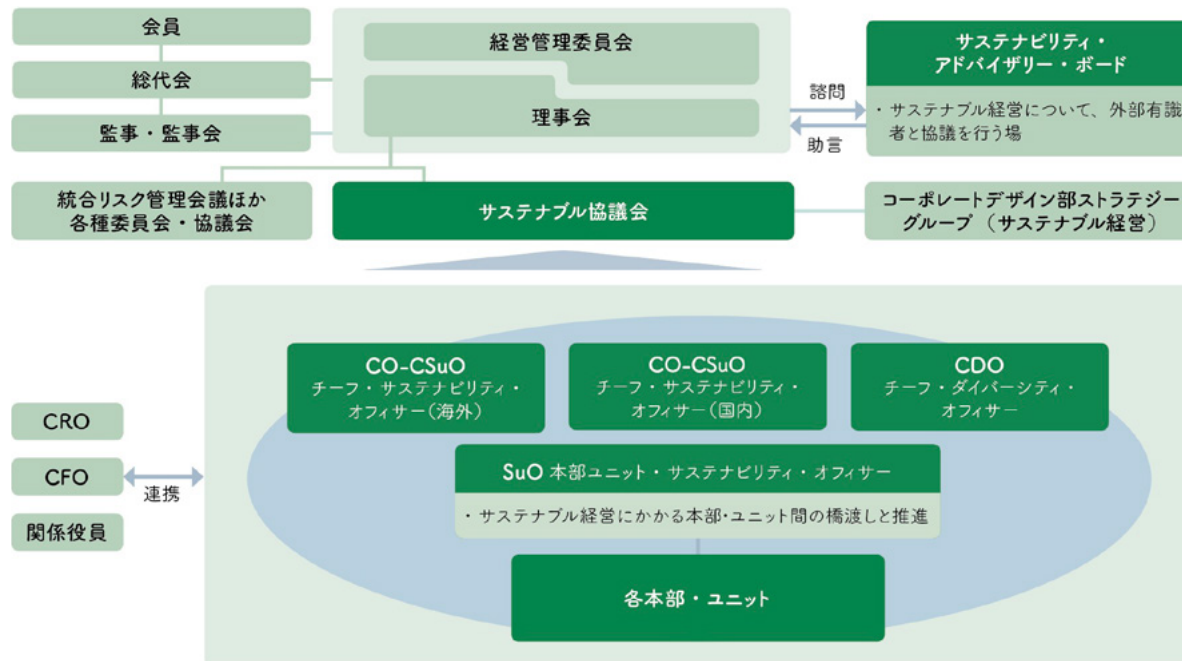 会員
総代会
監事・監事会
経営管理委員会
理事会
諮問
助言
サステナビリティ・
アドバイザリー・ボード
・サステナブル経営について、外部有識
者と協議を行う場
統合リスク管理会議ほか
各種委員会・協議会
サステナブル協議会
コーポレートデザイン部ストラテジー
グループ（サステナブル経営）
CO-CSuO
チーフ・サステナビリティ・
オフィサー（海外）
CO-CSuO
チーフ・サステナビリティ・
オフィサー（国内）
CDO
チーフ・ダイバーシティ・
オフィサー
CRO
CFO
関係役員
連携
SuO 本部ユニット・サステナビリティ・オフィサー
・サステナブル経営にかかる本部・ユニット間の橋渡しと推進
各本部・ユニット